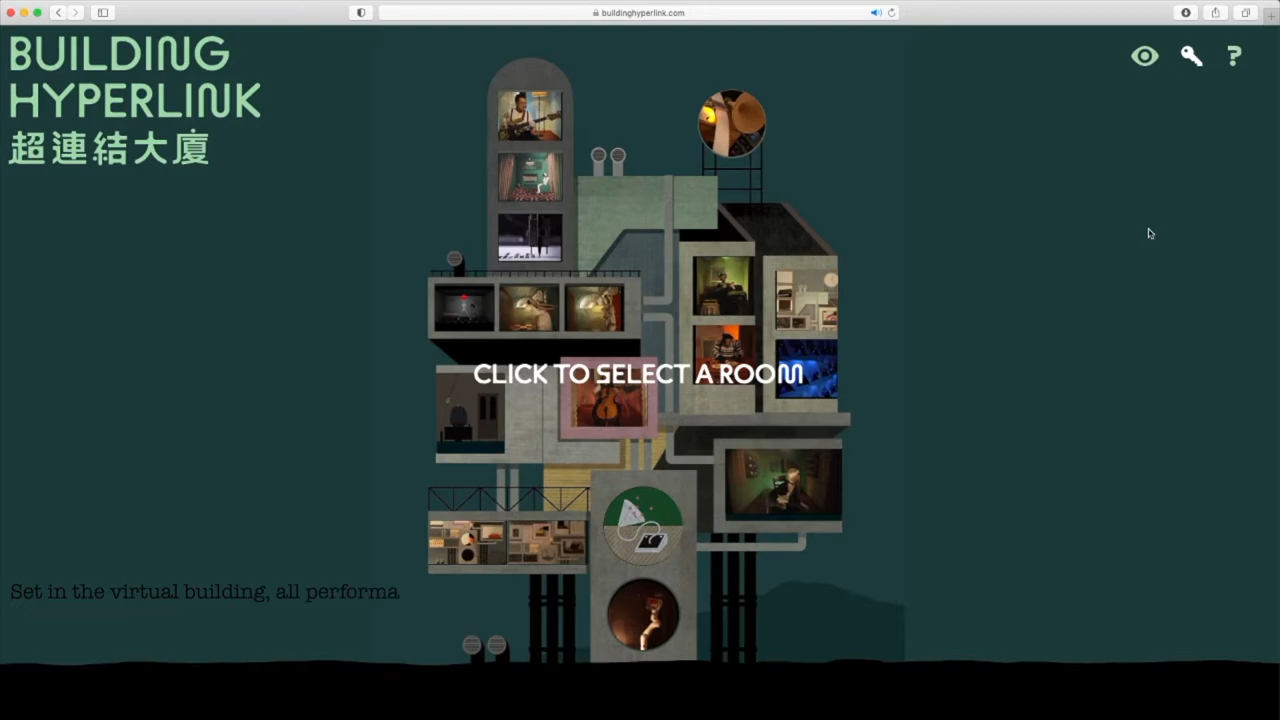 buildinghyperlink.com
BUILDING
HYPERLINK
超連結大廈
?
CLICK TO SELECT A ROOM
Set in the virtual building, all performa